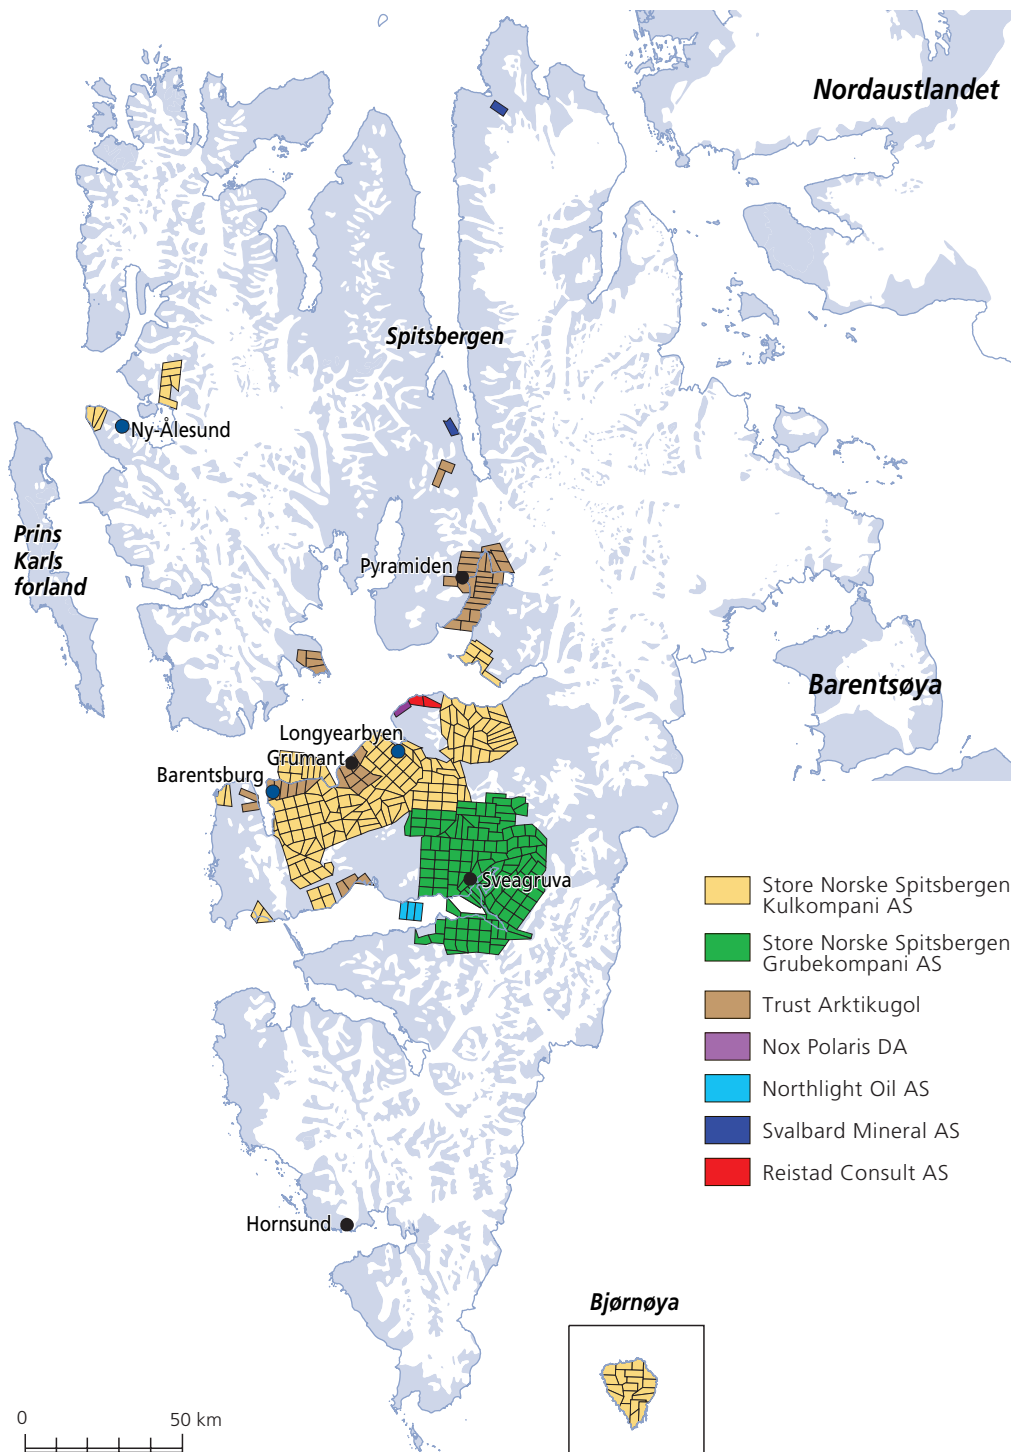 Nordaustlandet
Spitsbergen
Ny-Ålesund
Prins
Karls
forland
Pyramiden
Barentsøya
Longyearbyen
Grumant
Barentsburg
Sveagruva
Store Norske Spitsbergen
Kulkompani AS
Store Norske Spitsbergen
Grubekompani AS
Trust Arktikugol
Nox Polaris DA
Northlight Oil AS
Svalbard Mineral AS
Reistad Consult AS
Hornsund
Bjørnøya
0 50 km